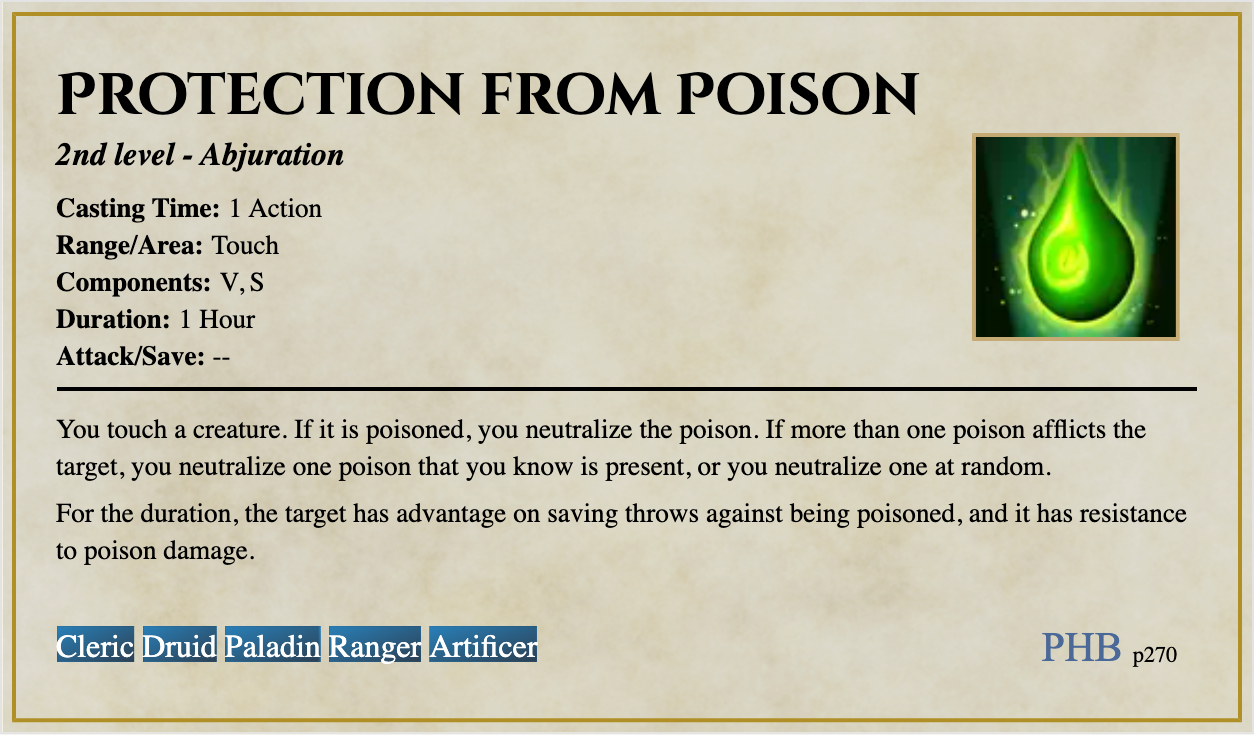 Protection from Poison
2nd level - Abjuration
Casting Time: 1 Action
Range/Area: Touch
Components: V, S
Duration: 1 Hour
Attack/Save: --
You touch a creature. If it is poisoned, you neutralize the poison. If more than one poison afflicts the
target, you neutralize one poison that you know is present, or you neutralize one at random.
For the duration, the target has advantage on saving throws against being poisoned, and it has resistance
to poison damage.
Cleric Druid Paladin Ranger Artificer
PHB p270